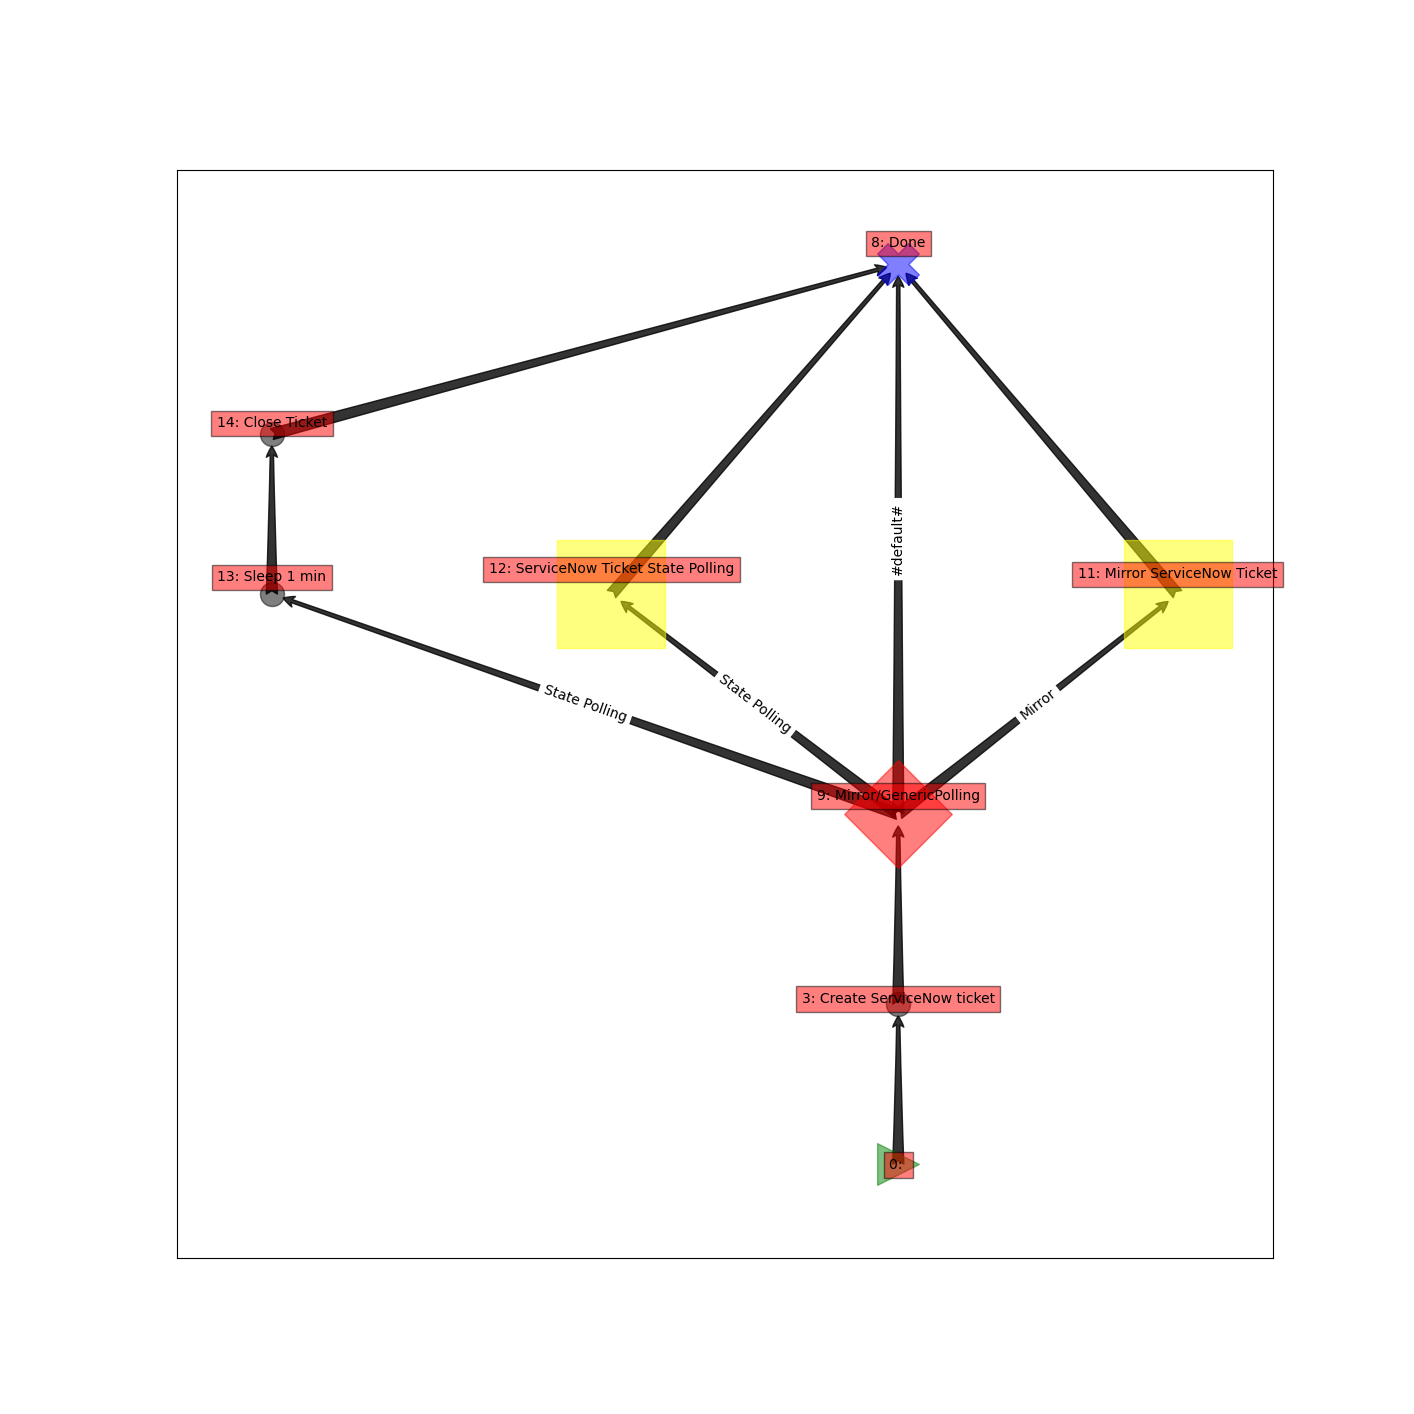 8: Done
14: Close Ticket
#default#
12: ServiceNow Ticket State Polling
11: Mirror ServiceNow Ticket
13: Sleep 1 min
State Polling
State Polling
Mirror
9: Mirror/GenericPolling
3: Create ServiceNow ticket
0: